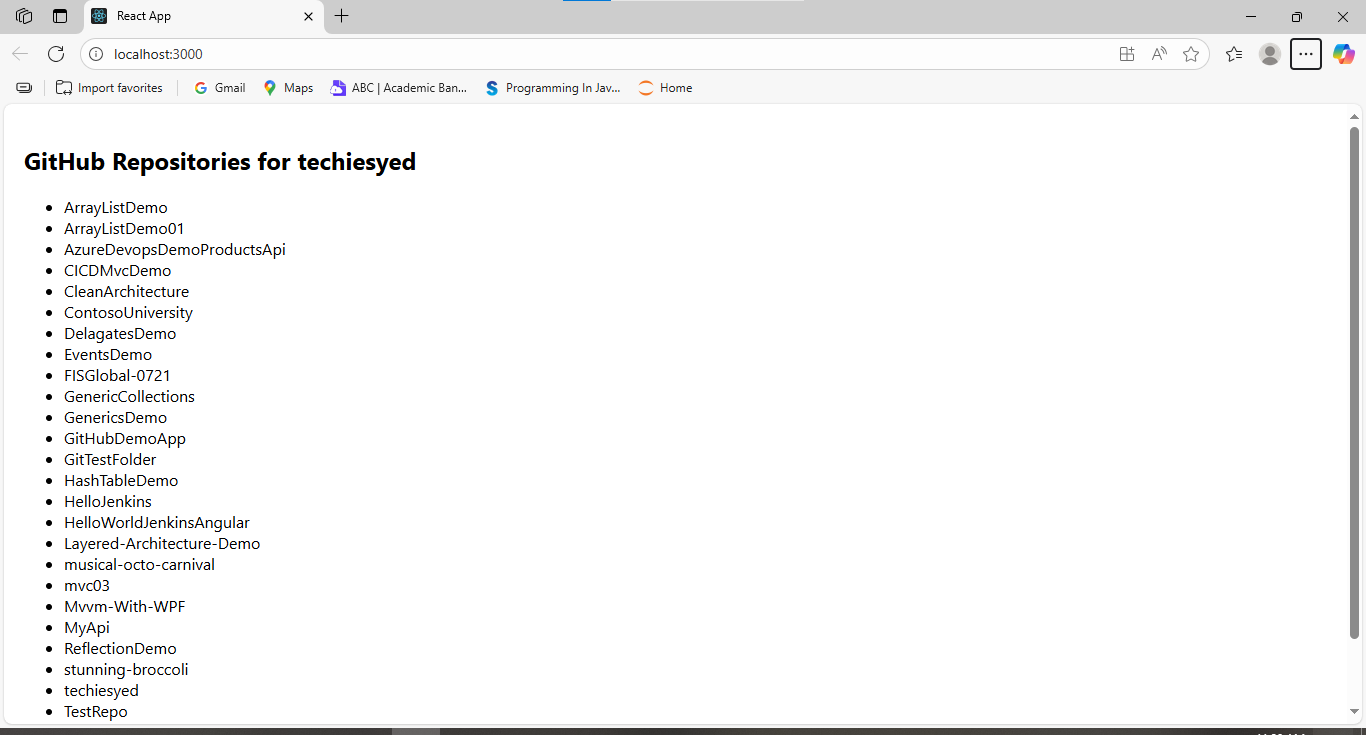 React App
localhost:3000
Import favorites
Gmail
Maps
ABC | Academic Ban...
Programming In Jav...
Home
GitHub Repositories for techiesyed
ArrayListDemo
ArrayListDemo01
AzureDevopsDemoProductsApi
CICDMvcDemo
CleanArchitecture
ContosoUniversity
DelagatesDemo
EventsDemo
FISGlobal-0721
GenericCollections
GenericsDemo
GitHubDemoApp
GitTestFolder
HashTableDemo
HelloJenkins
HelloWorldJenkinsAngular
Layered-Architecture-Demo
musical-octo-carnival
mvc03
Mvvm-With-WPF
MyApi
ReflectionDemo
stunning-broccoli
techiesyed
TestRepo